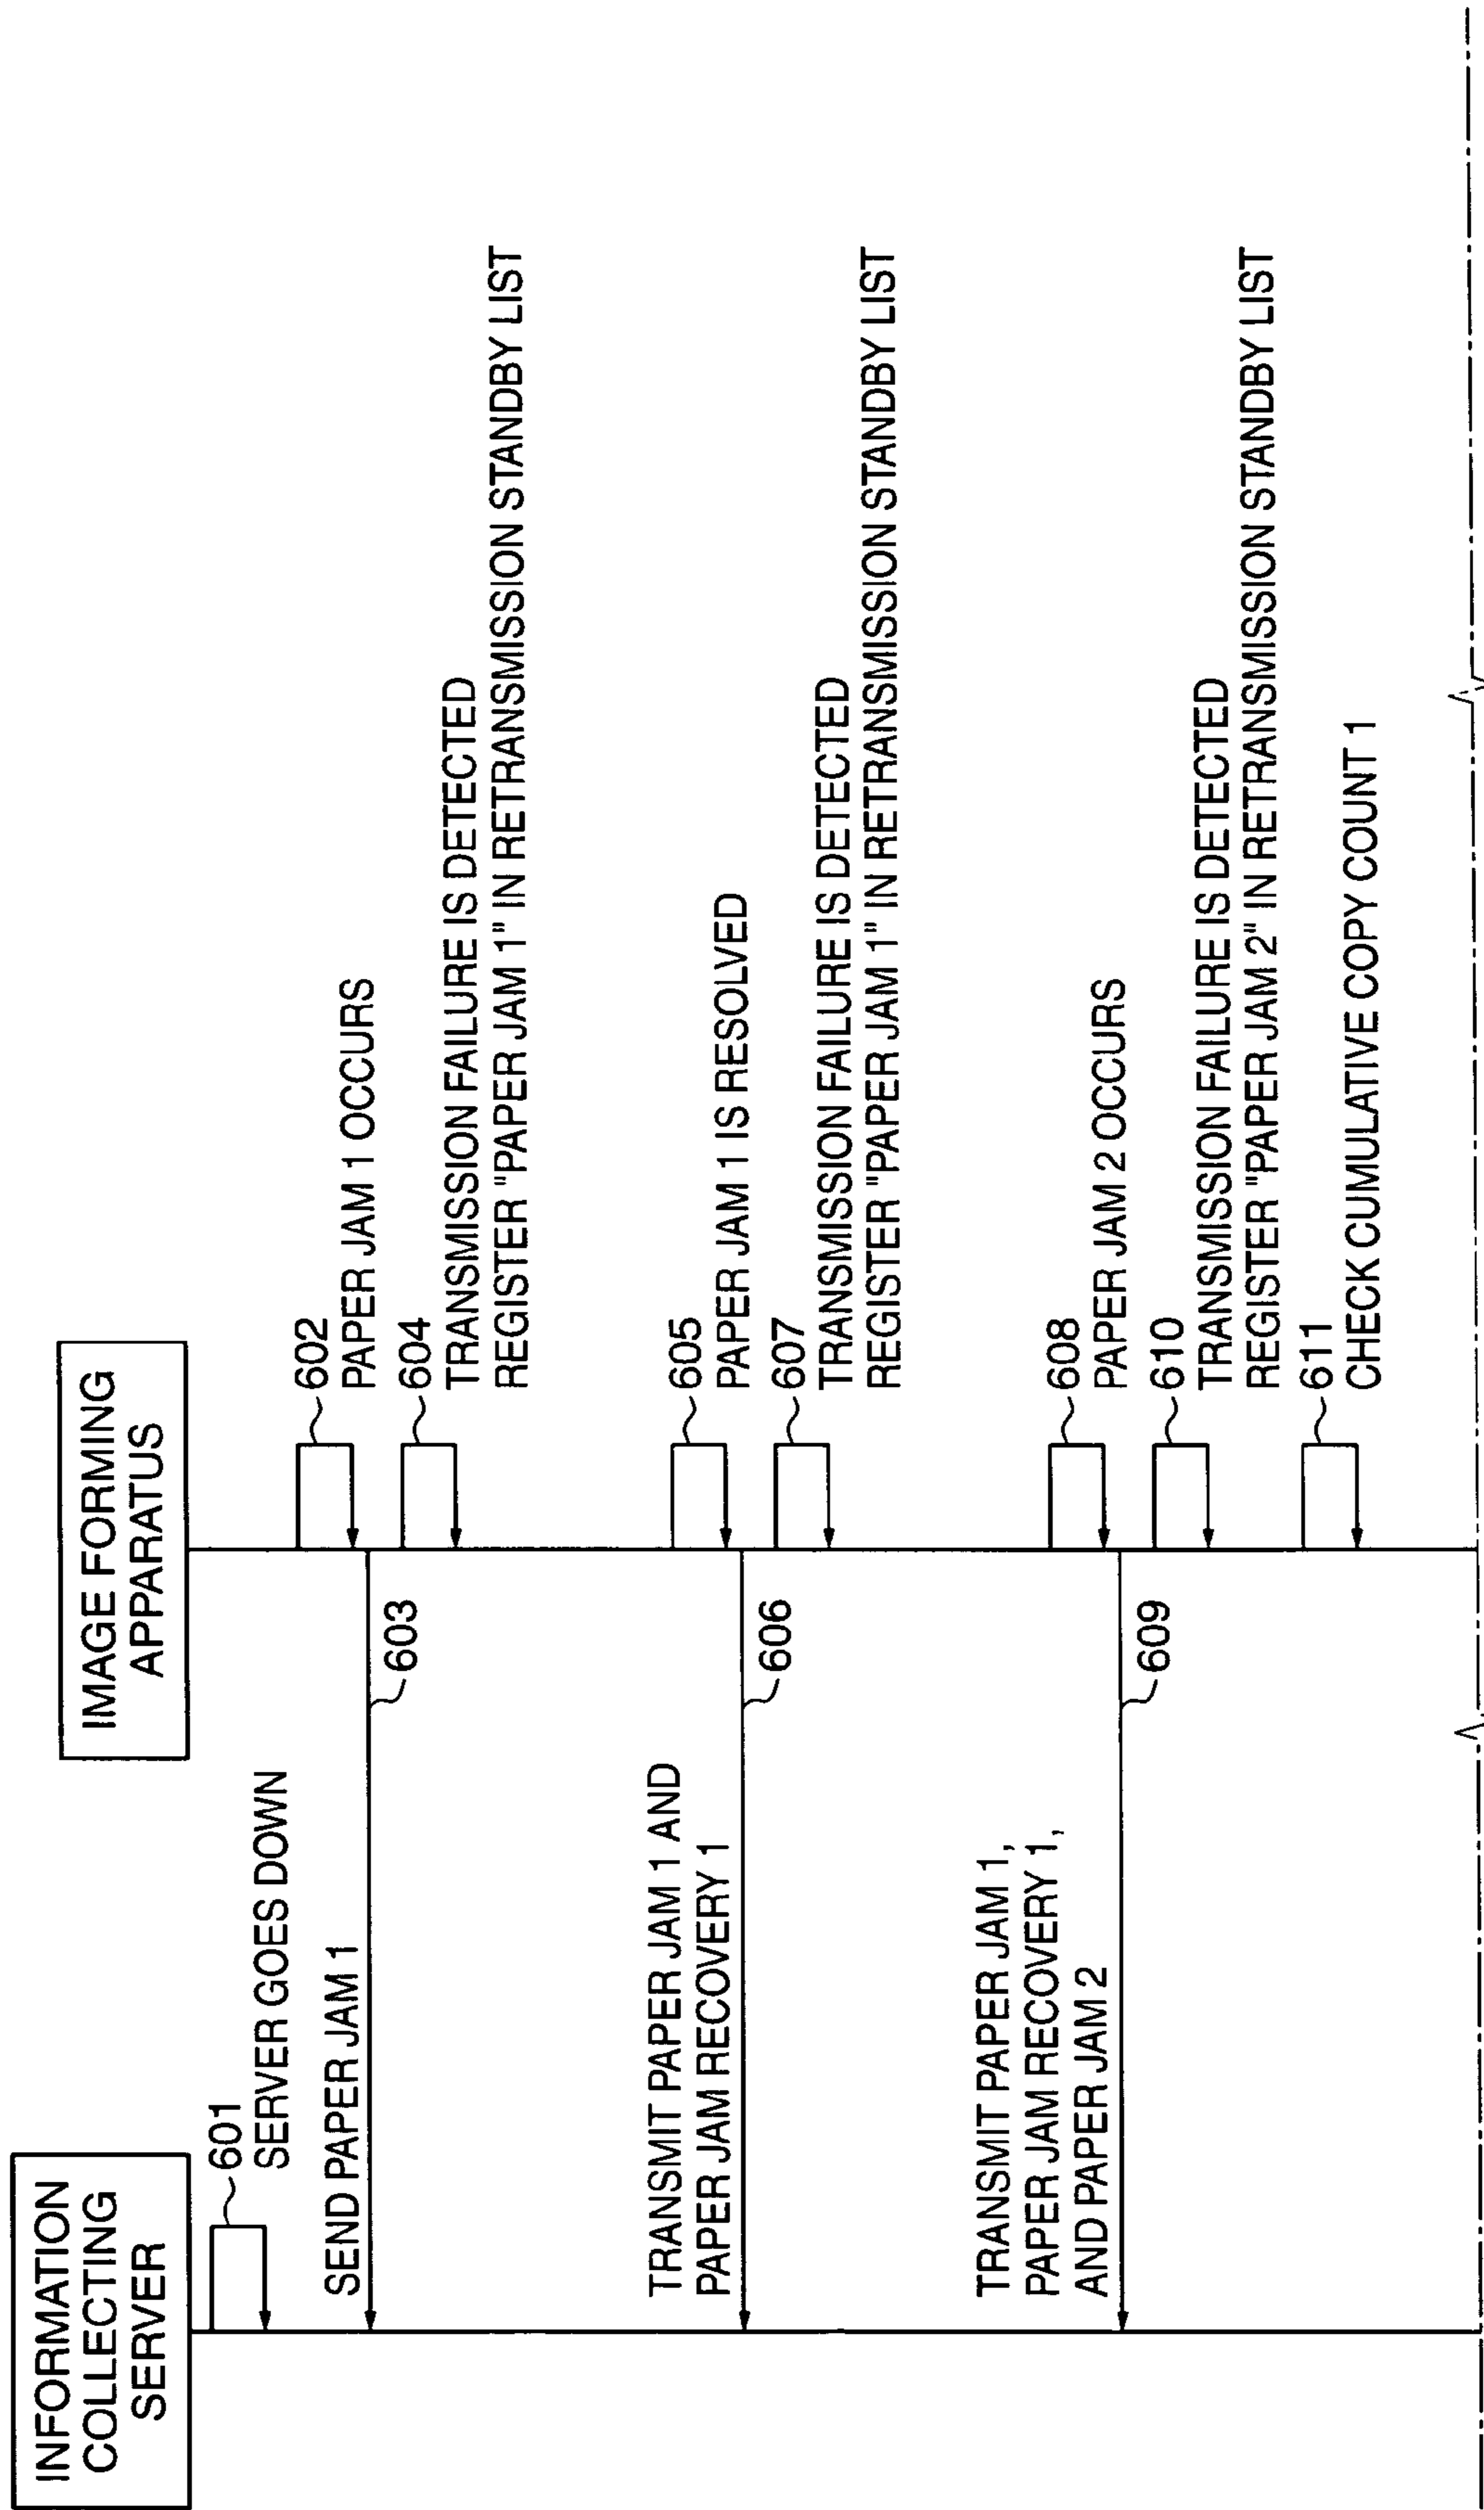 INFORMATION
COLLECTING
SERVER
IMAGE FORMING
APPARATUS
601
SERVER GOES DOWN
602
PAPER JAM 1 OCCURS
SEND PAPER JAM 1
603
604
TRANSMISSION FAILURE IS DETECTED
REGISTER "PAPER JAM 1" IN RETRANSMISSION STANDBY LIST
605
PAPER JAM 1 IS RESOLVED
TRANSMIT PAPER JAM 1 AND
PAPER JAM RECOVERY 1
606
607
TRANSMISSION FAILURE IS DETECTED
REGISTER "PAPER JAM 1" IN RETRANSMISSION STANDBY LIST
608
PAPER JAM 2 OCCURS
TRANSMIT PAPER JAM 1,
PAPER JAM RECOVERY 1,
AND PAPER JAM 2
609
610
TRANSMISSION FAILURE IS DETECTED
REGISTER "PAPER JAM 2" IN RETRANSMISSION STANDBY LIST
611
CHECK CUMULATIVE COPY COUNT 1